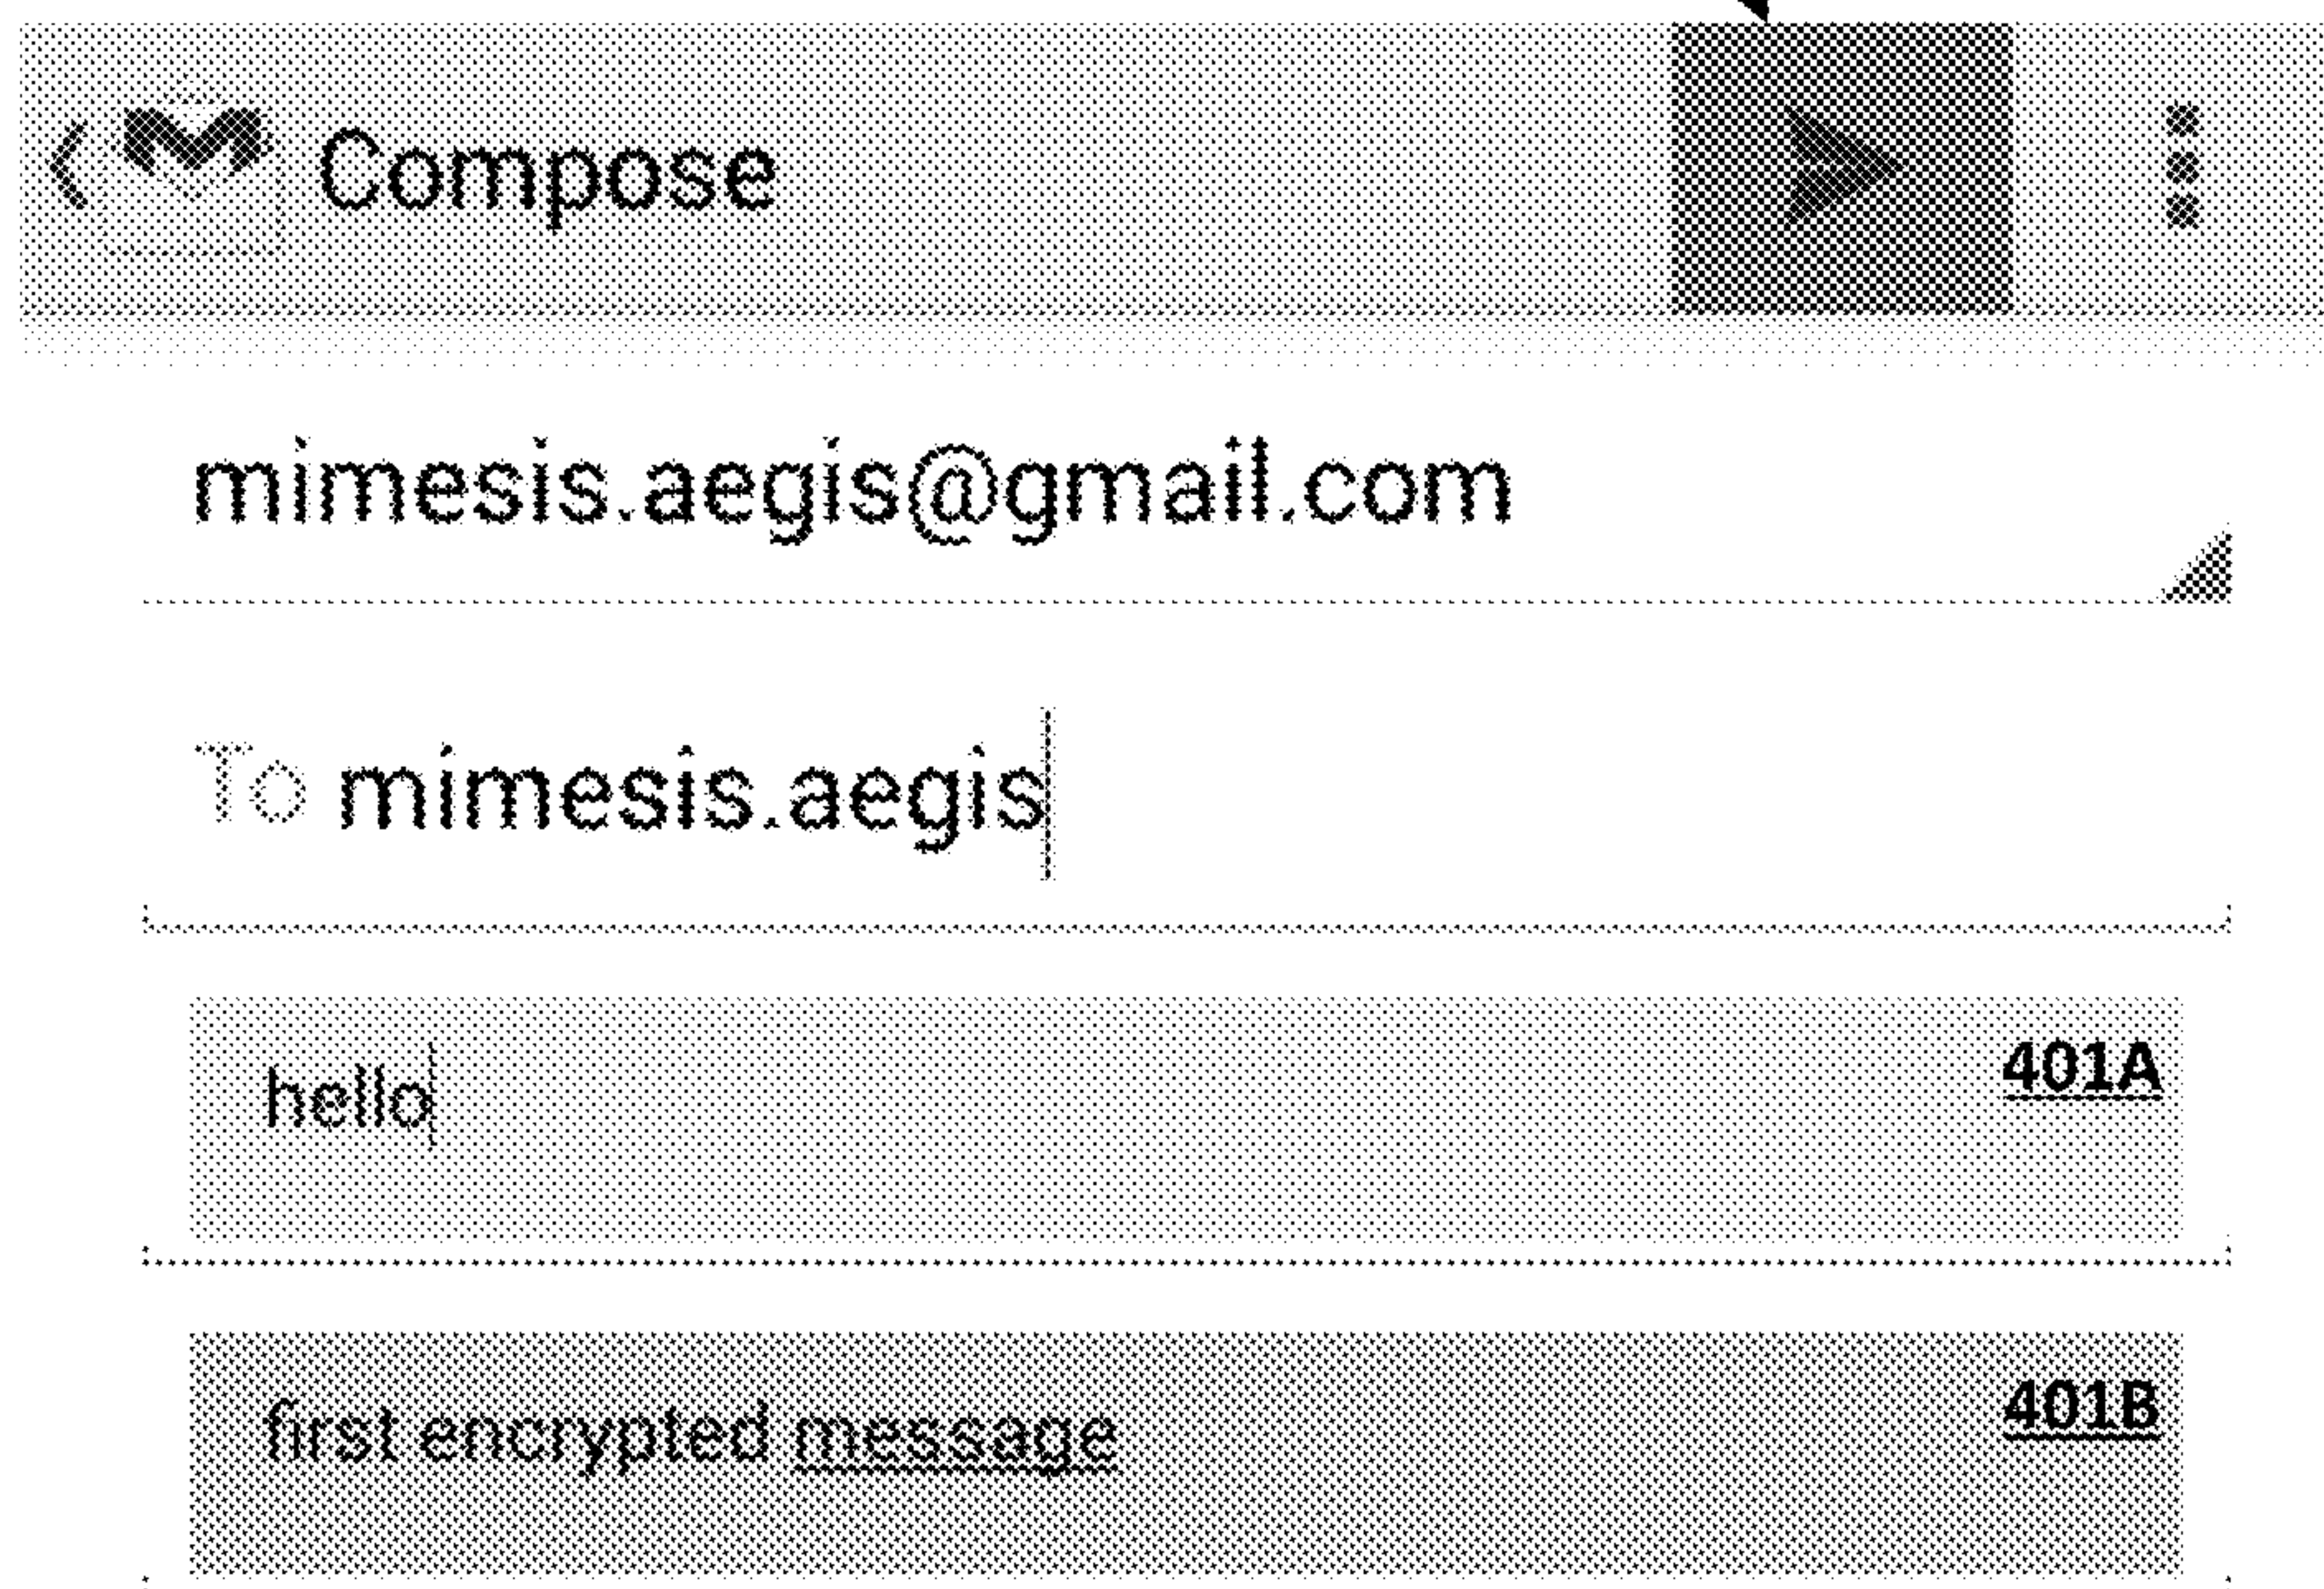 Compose
mimesis.aegis@gmail.com
To mimesis.aegis
hello 401A
first encrypted message 401B